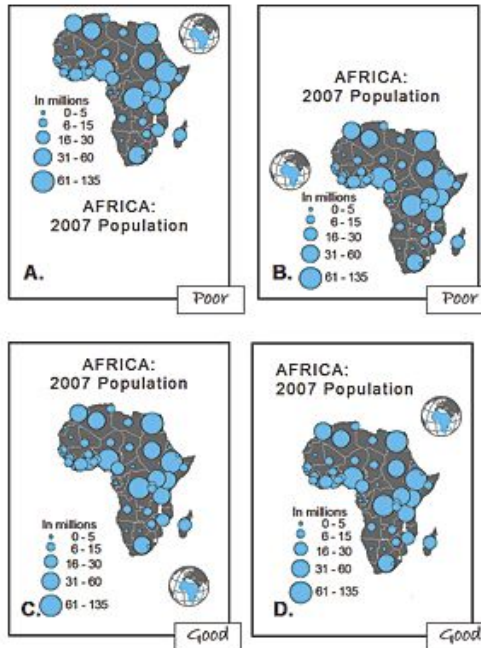 In millions
0 - 5
6 - 15
16 - 30
31 - 60
61 - 135
AFRICA:
2007 Population
A.
Poor
AFRICA:
2007 Population
In millions
0 - 5
6 - 15
16 - 30
31 - 60
61 - 135
B.
Poor
AFRICA:
2007 Population
In millions
0 - 5
6 - 15
16 - 30
31 - 60
61 - 135
C.
Good
AFRICA:
2007 Population
In millions
0 - 5
6 - 15
16 - 30
31 - 60
61 - 135
D.
Good